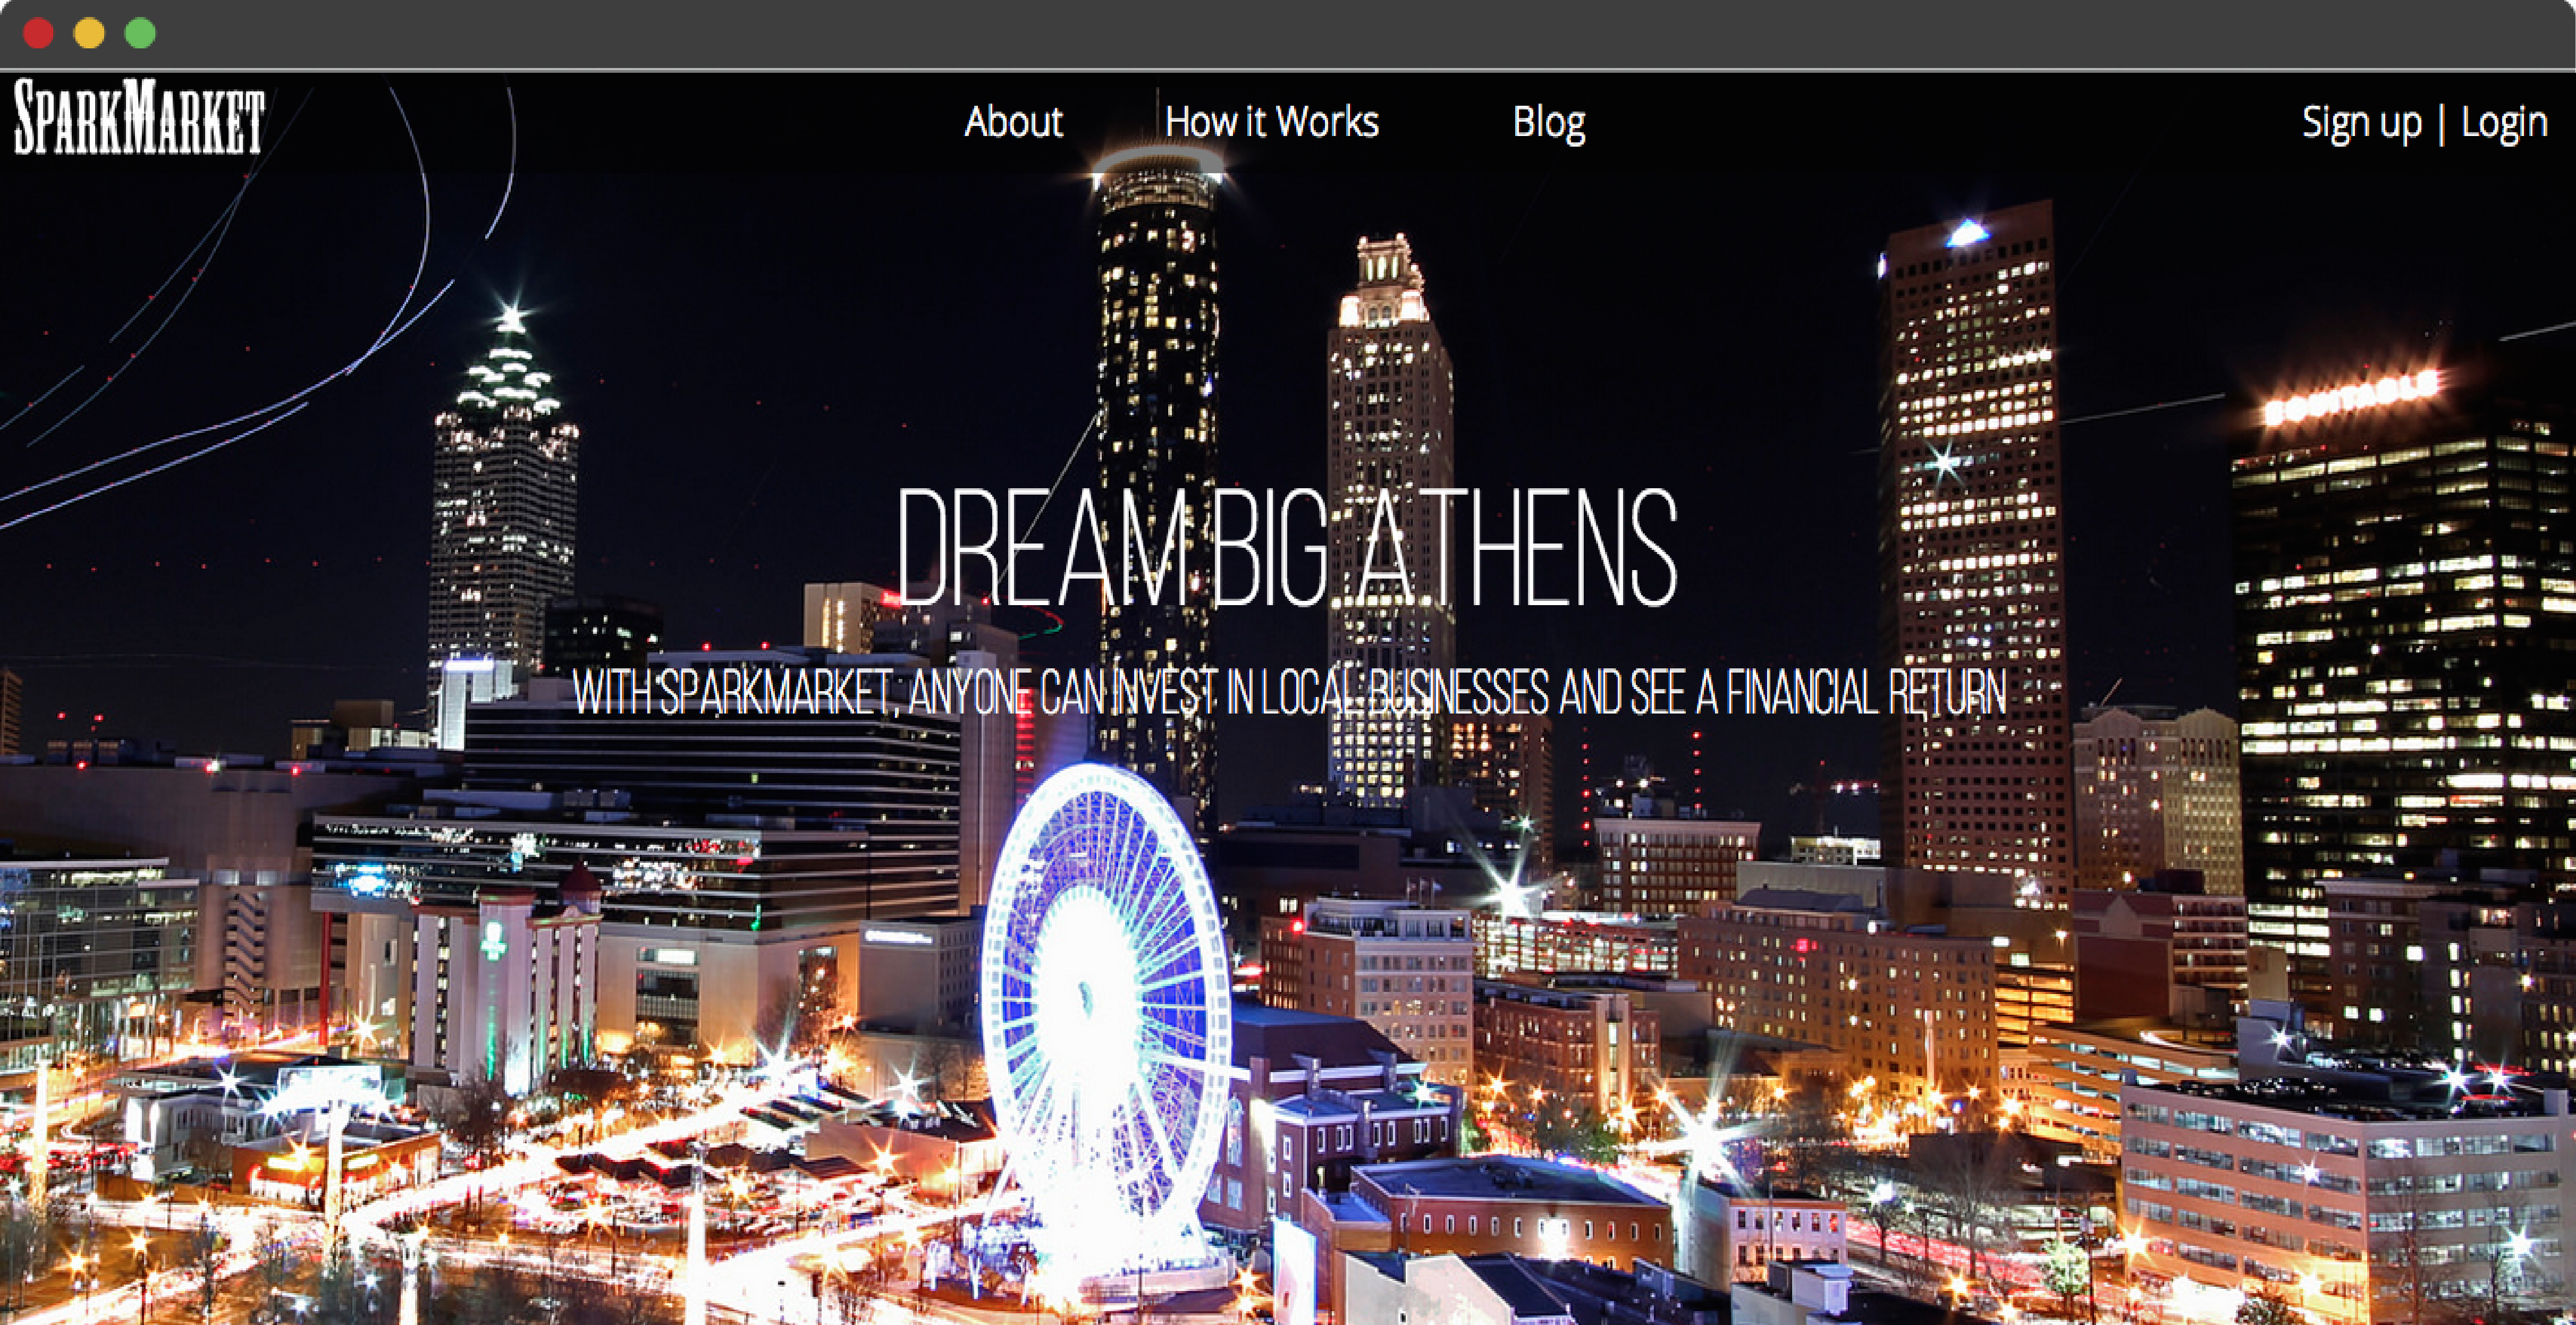 SPARKMARKET
About How it Works Blog Sign up | Login
EQUITABLE
DREAM BIG ATHENS
WITH SPARKMARKET, ANYONE CAN INVEST IN LOCAL BUSINESSES AND SEE A FINANCIAL RETURN